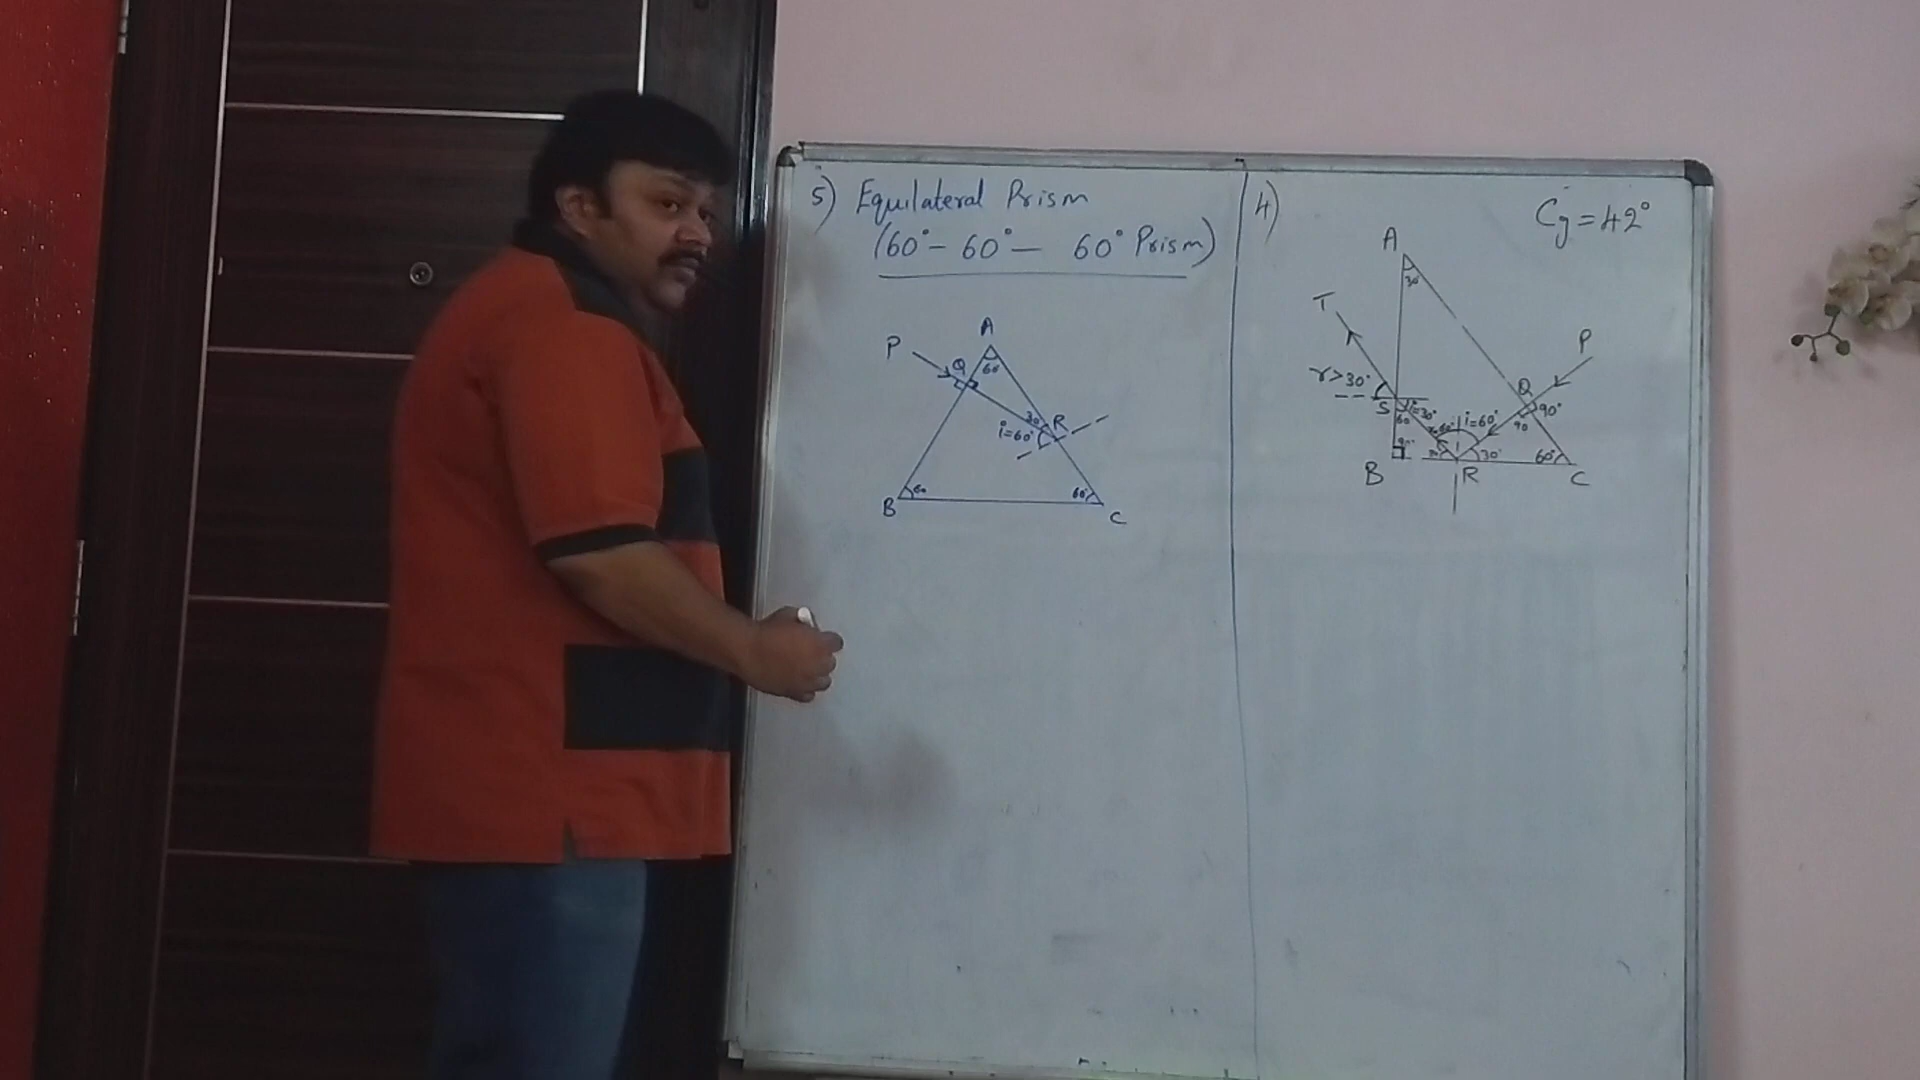 5) Equilateral Prism
(60° - 60° - 60° Prism)
A
P
Q
60°
30
R
i=60°
B
60
60°
C
4)
Cg = 42°
A
30°
T
P
r>30°
Q
90°
S
i=30°
i=60°
90
60
30°
60°
B
R
C